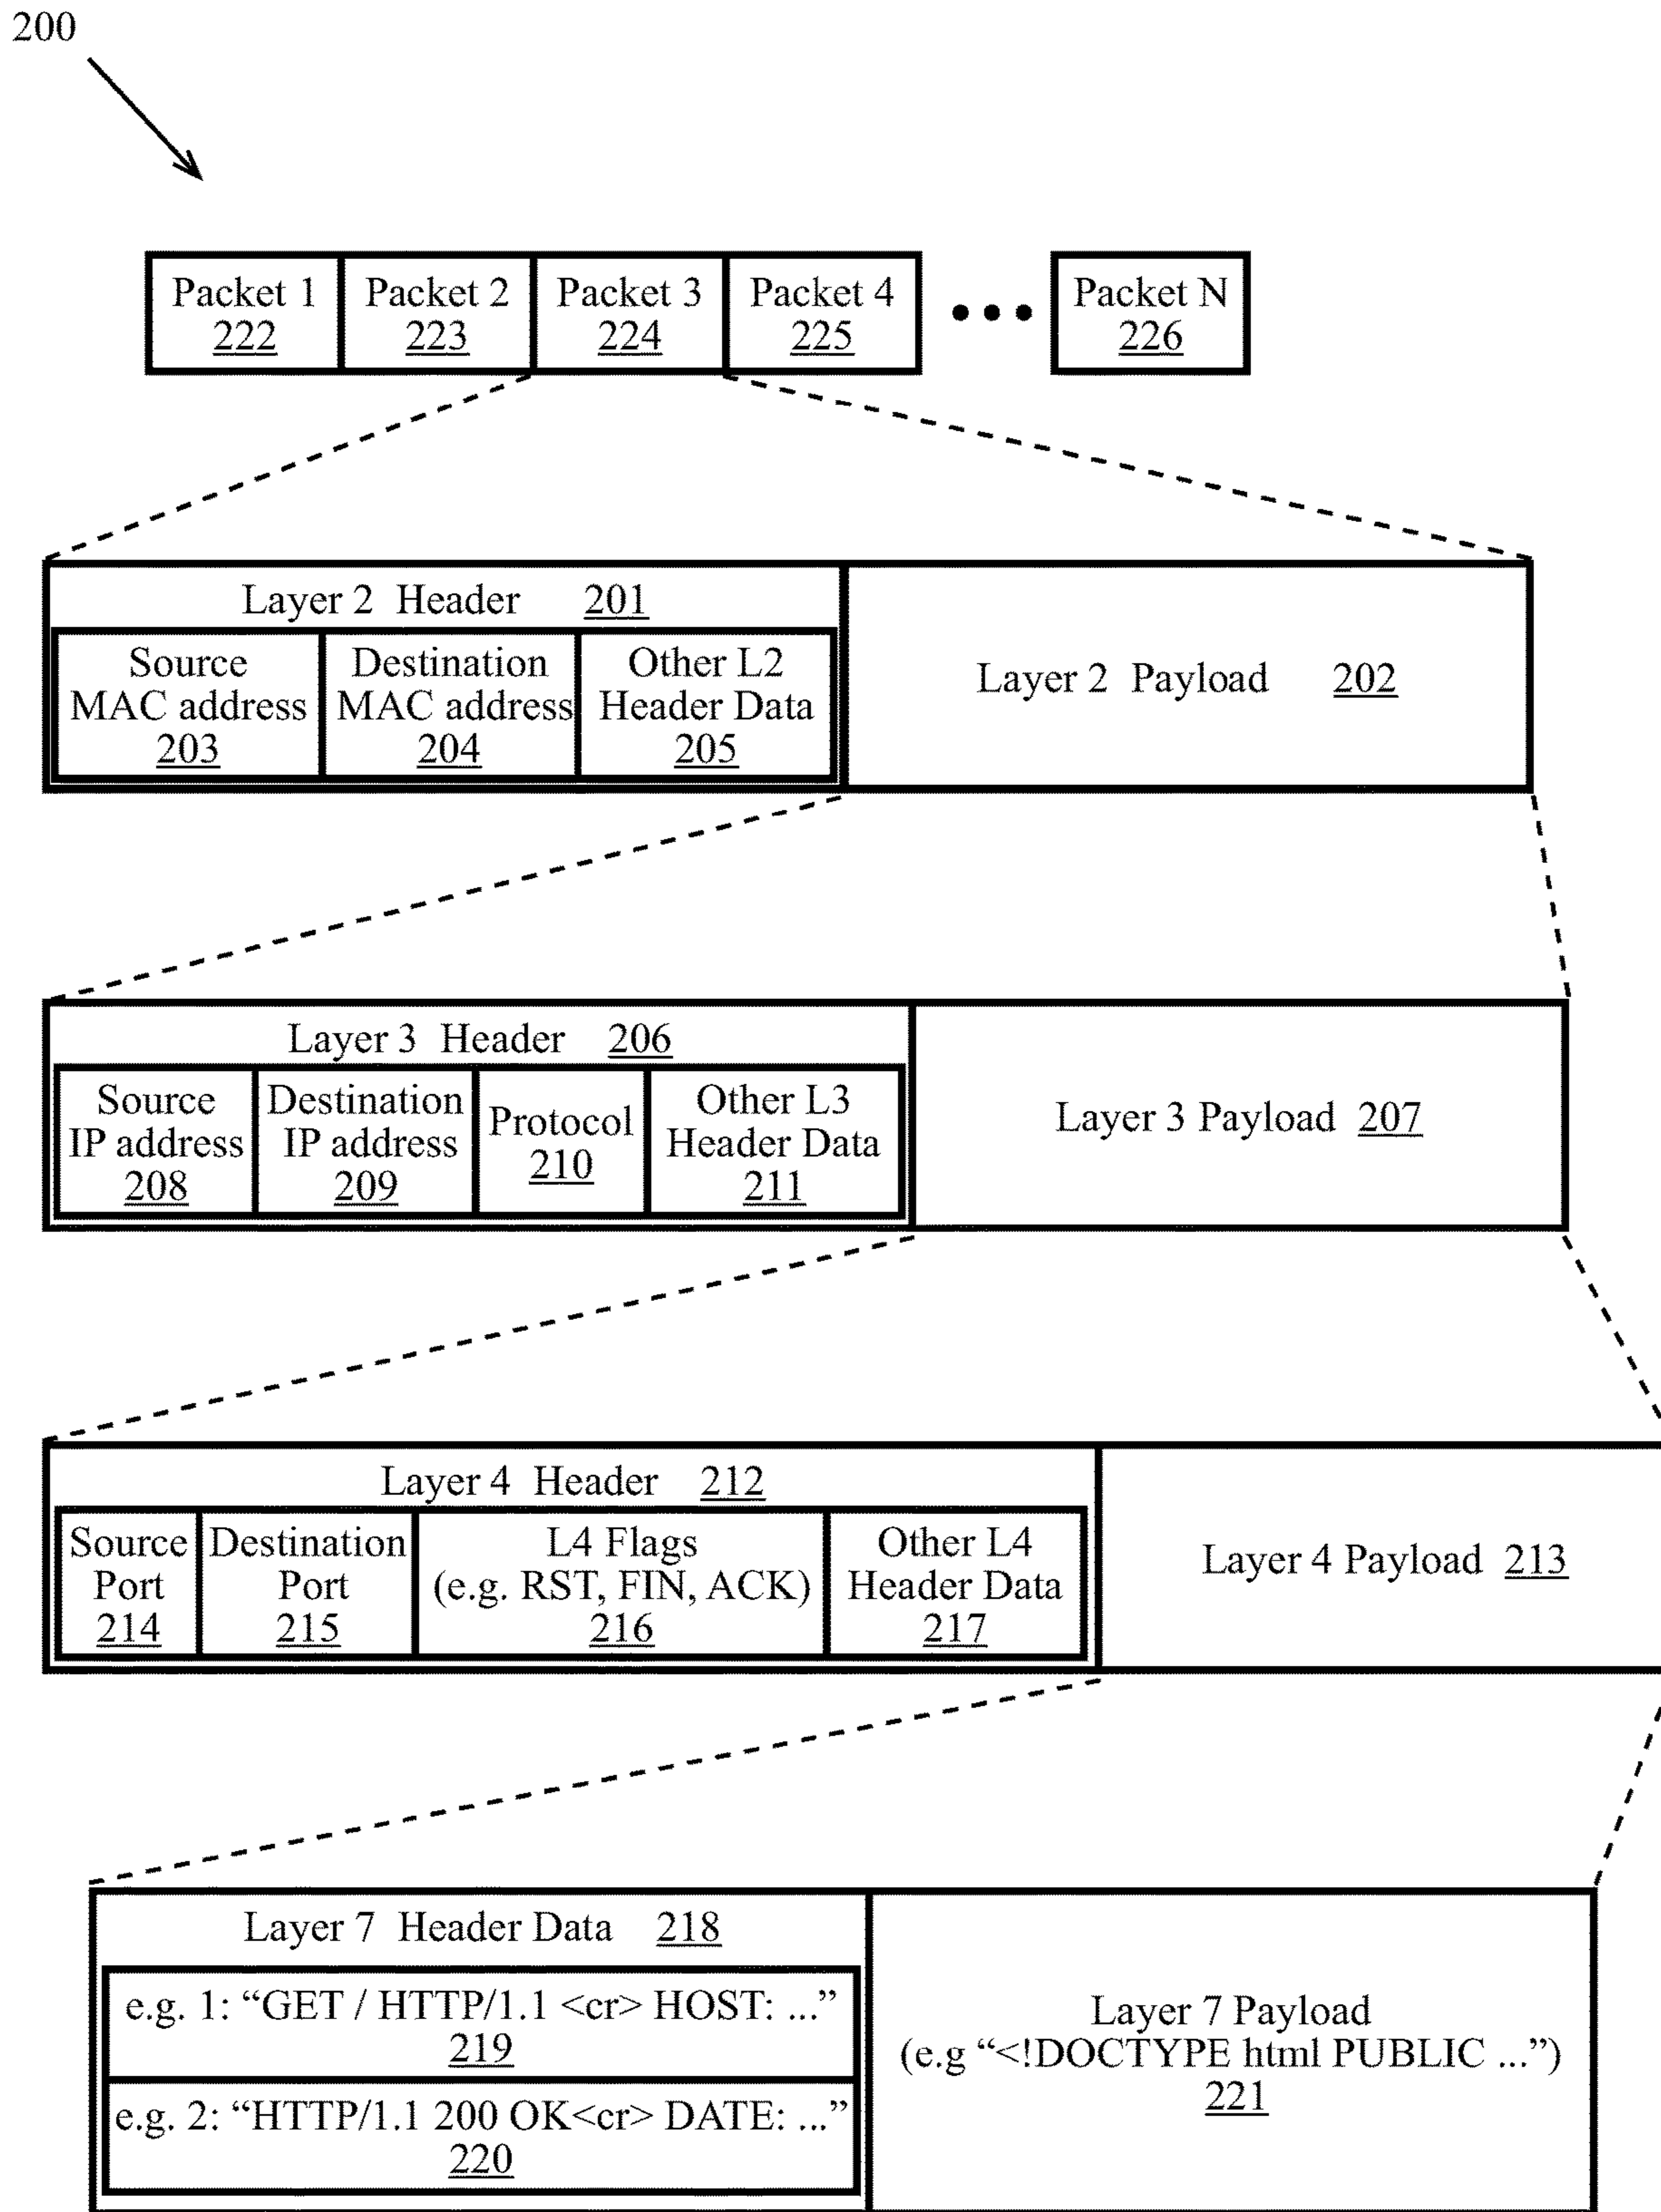 200
Packet 1
222
Packet 2
223
Packet 3
224
Packet 4
225
Packet N
226
Layer 2 Header 201
Source
MAC address
203
Destination
MAC address
204
Other L2
Header Data
205
Layer 2 Payload 202
Layer 3 Header 206
Source
IP address
208
Destination
IP address
209
Protocol
210
Other L3
Header Data
211
Layer 3 Payload 207
Layer 4 Header 212
Source
Port
214
Destination
Port
215
L4 Flags
(e.g. RST, FIN, ACK)
216
Other L4
Header Data
217
Layer 4 Payload 213
Layer 7 Header Data 218
e.g. 1: “GET / HTTP/1.1 <cr> HOST: ...”
219
e.g. 2: “HTTP/1.1 200 OK<cr> DATE: ...”
220
Layer 7 Payload
(e.g “<!DOCTYPE html PUBLIC ...”)
221